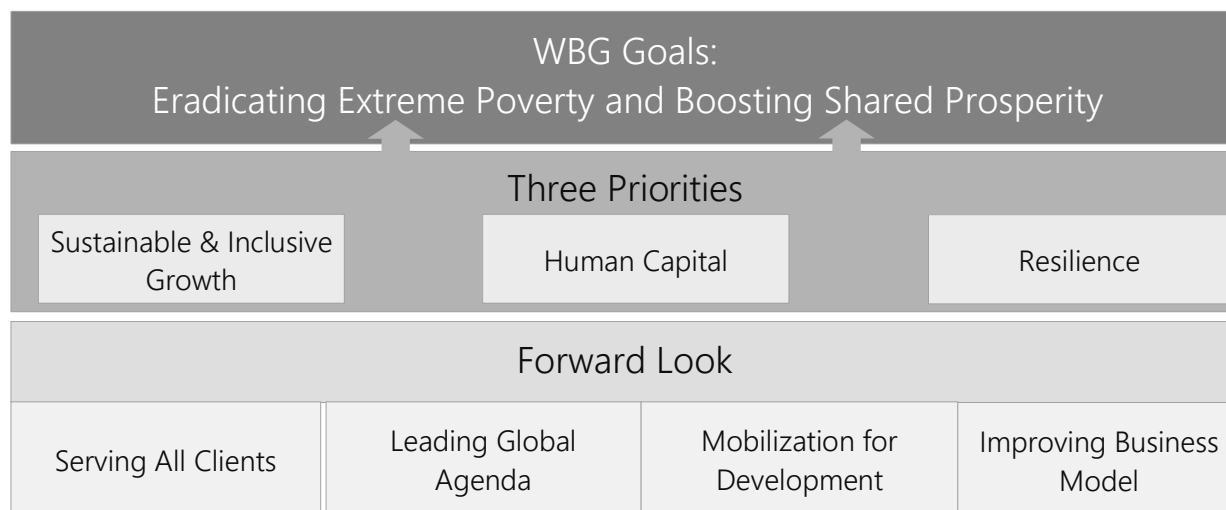 WBG Goals:
Eradicating Extreme Poverty and Boosting Shared Prosperity
Three Priorities
Sustainable & Inclusive
Growth
Human Capital
Resilience
Forward Look
Serving All Clients
Leading Global
Agenda
Mobilization for
Development
Improving Business
Model